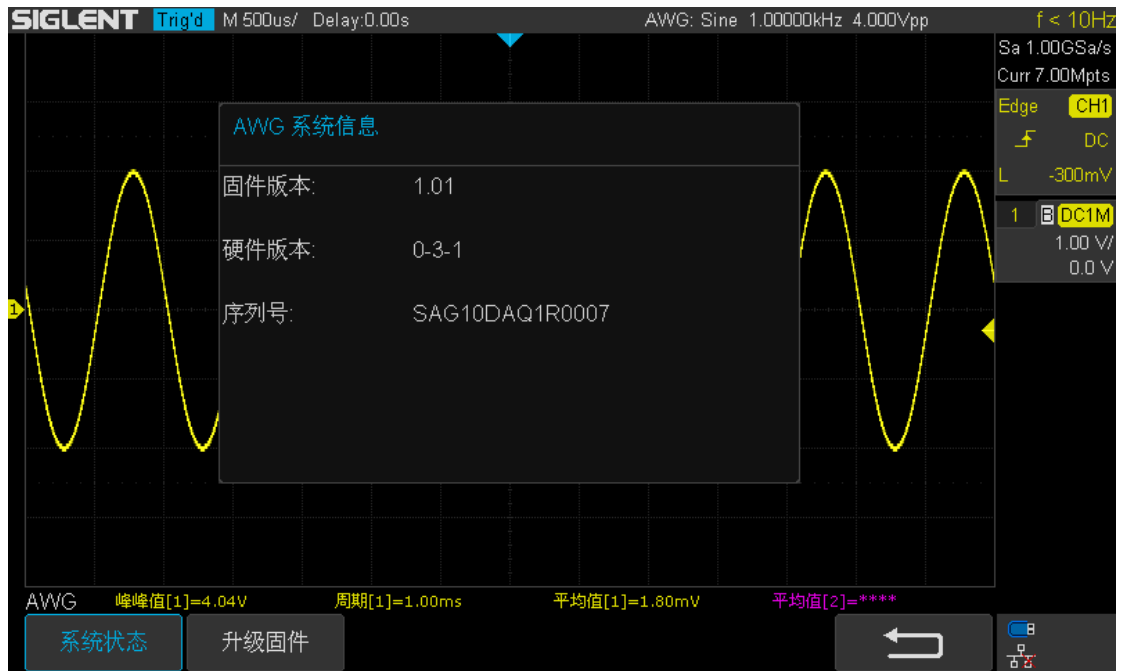 SIGLENT Trig'd M 500us/ Delay:0.00s AWG: Sine 1.00000kHz 4.000Vpp f < 10Hz
Sa 1.00GSa/s
Curr 7.00Mpts
Edge CH1
DC
L -300mV
1 B DC1M
1.00 V/
0.0 V
AWG 系统信息
固件版本: 1.01
硬件版本: 0-3-1
序列号: SAG10DAQ1R0007
1
AWG 峰峰值[1]=4.04V 周期[1]=1.00ms 平均值[1]=1.80mV 平均值[2]=****
系统状态 升级固件
B